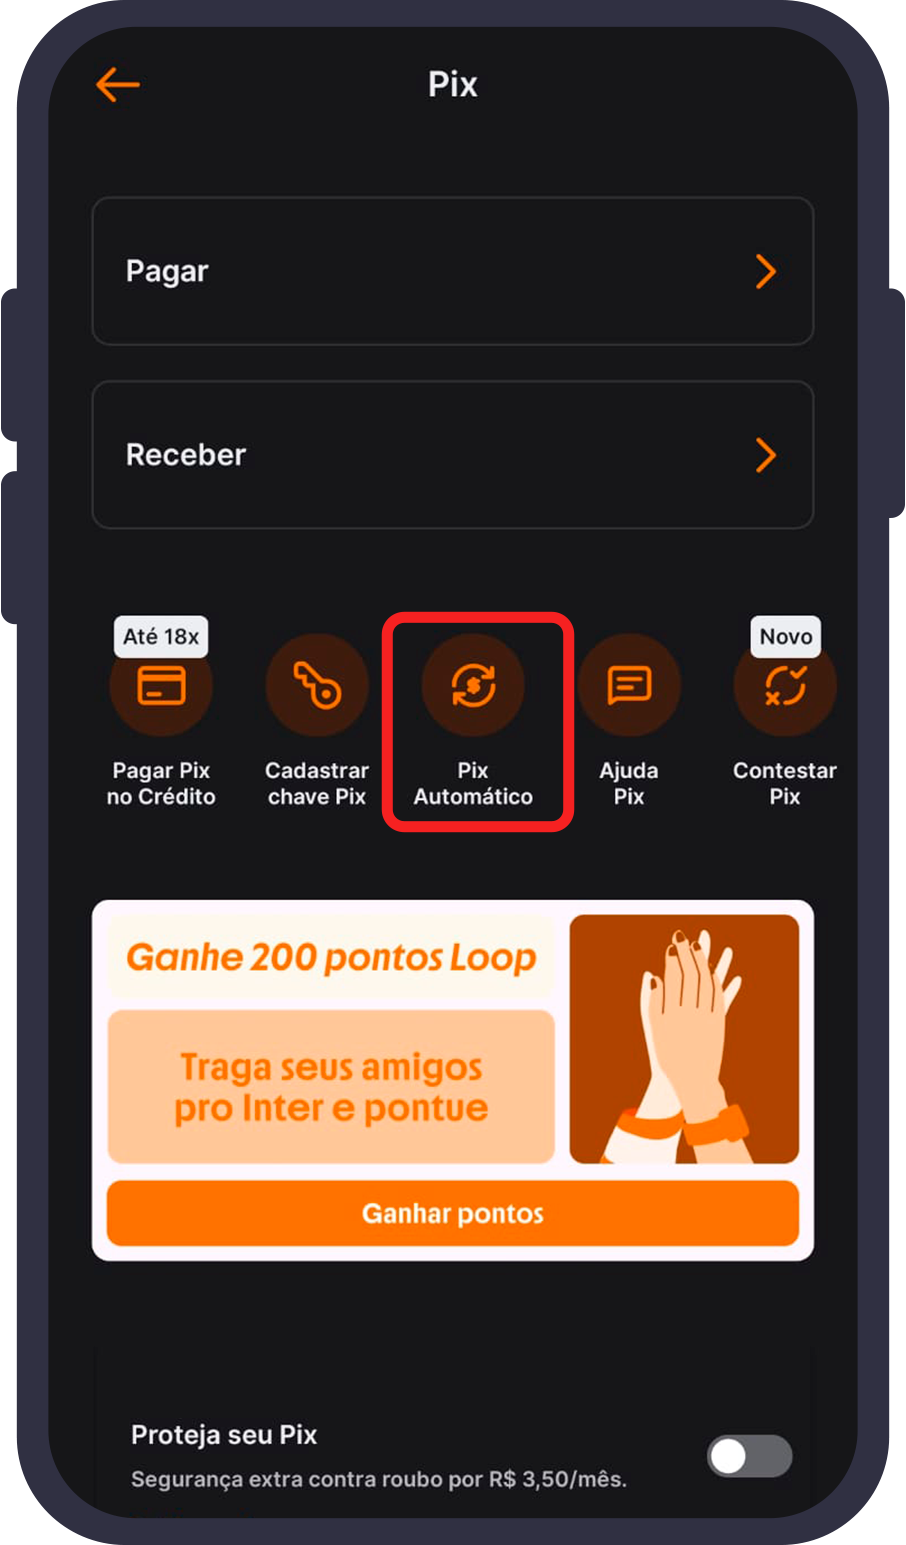 Pix
Pagar
Receber
Até 18x
Novo
Pagar Pix
no Crédito
Cadastrar
chave Pix
Pix
Automático
Ajuda
Pix
Contestar
Pix
Ganhe 200 pontos Loop
Traga seus amigos
pro Inter e pontue
Ganhar pontos
Proteja seu Pix
Segurança extra contra roubo por R$ 3,50/mês.